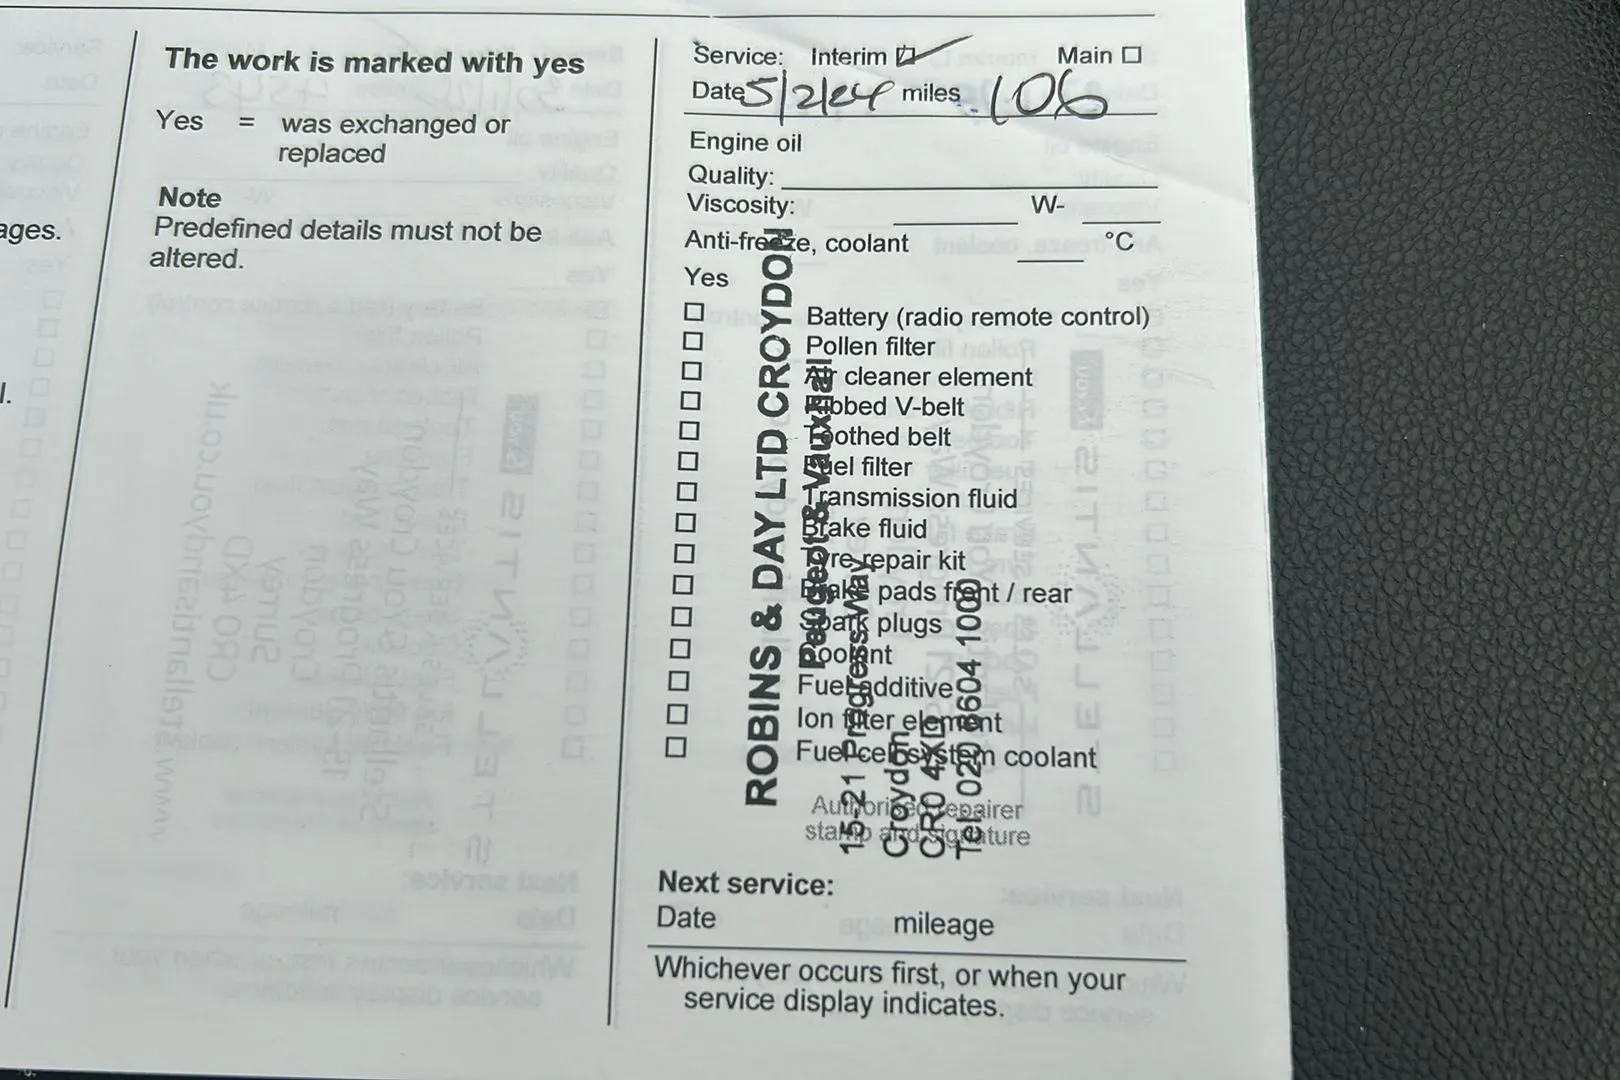 ages.
l.
The work is marked with yes
Yes = was exchanged or
replaced
Note
Predefined details must not be
altered.
Service: Interim Main
Date 5/2/24 miles 106
Engine oil
Quality:
Viscosity: W-
Anti-freeze, coolant °C
Yes
Battery (radio remote control)
Pollen filter
Air cleaner element
Ribbed V-belt
Toothed belt
Fuel filter
Transmission fluid
Brake fluid
Tyre repair kit
Brake pads front / rear
Spark plugs
Coolant
Fuel additive
Ion filter element
Fuel cell system coolant
Authorised repairer
stamp and signature
ROBINS & DAY LTD CROYDON
Peugeot & Vauxhall
15-21 Progress Way
Croydon
CR0 4XD
Tel 020 8604 1000
Next service:
Date mileage
Whichever occurs first, or when your
service display indicates.